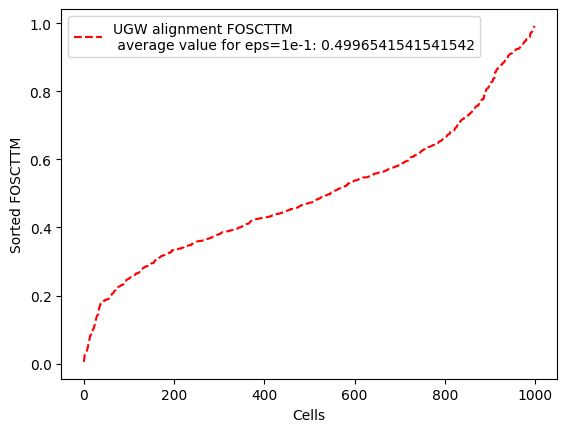 UGW alignment FOSCTTM
average value for eps=1e-1: 0.4996541541541542
1.0
0.8
0.6
0.4
0.2
0.0
Sorted FOSCTTM
0 200 400 600 800 1000
Cells